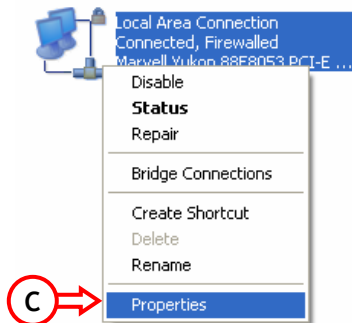 Local Area Connection
Connected, Firewalled
Marvell Yukon 88E8053 PCI-E ...
Disable
Status
Repair
Bridge Connections
Create Shortcut
Delete
Rename
C
Properties